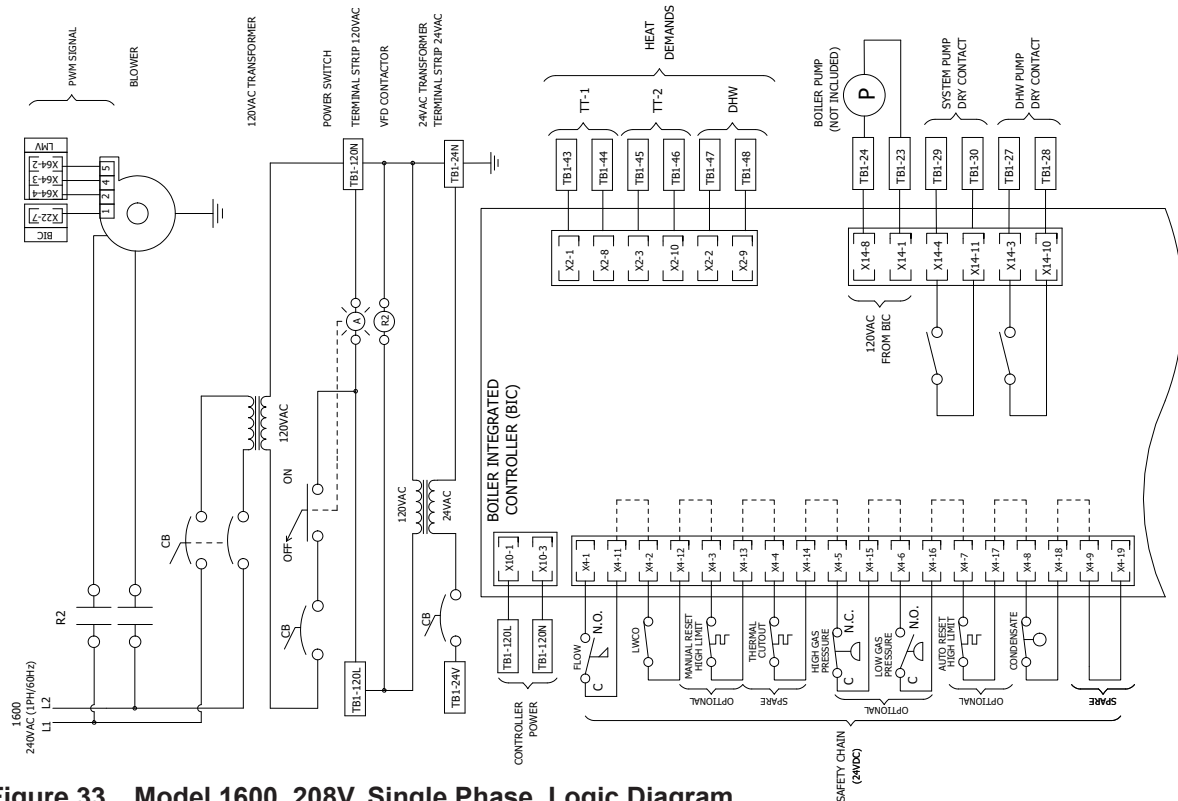 PWM SIGNAL
BLOWER
120VAC TRANSFORMER
POWER SWITCH
TERMINAL STRIP 120VAC
VFD CONTACTOR
24VAC TRANSFORMER
TERMINAL STRIP 24VAC
HEAT
DEMANDS
TT-1
TT-2
DHW
BOILER PUMP
(NOT INCLUDED)
P
SYSTEM PUMP
DRY CONTACT
DHW PUMP
DRY CONTACT
LMV
X64-2
X64-3
X64-4
X22-7
BIC
5
4
2
1
TB1-120N
TB1-24N
TB1-43
TB1-44
TB1-45
TB1-46
TB1-47
TB1-48
TB1-24
TB1-23
TB1-29
TB1-30
TB1-27
TB1-28
X2-1
X2-8
X2-3
X2-10
X2-2
X2-9
X14-8
X14-1
X14-4
X14-11
X14-3
X14-10
120VAC
FROM BIC
A
R2
120VAC
ON
OFF
CB
CB
120VAC
24VAC
CB
R2
1600
240VAC (1PH/60Hz)
L1
L2
TB1-120L
TB1-24V
BOILER INTEGRATED
CONTROLLER (BIC)
X10-1
X10-3
TB1-120L
TB1-120N
CONTROLLER
POWER
X4-1
X4-11
X4-2
X4-12
X4-3
X4-13
X4-4
X4-14
X4-5
X4-15
X4-6
X4-16
X4-7
X4-17
X4-8
X4-18
X4-9
X4-19
FLOW
C
N.O.
LWCO
MANUAL RESET
HIGH LIMIT
OPTIONAL
THERMAL
CUTOUT
SPARE
HIGH GAS
PRESSURE
C
N.C.
LOW GAS
PRESSURE
C
N.O.
OPTIONAL
AUTO RESET
HIGH LIMIT
OPTIONAL
CONDENSATE
SPARE
SAFETY CHAIN
(24VDC)
Figure 33. Model 1600, 208V, Single Phase, Logic Diagram